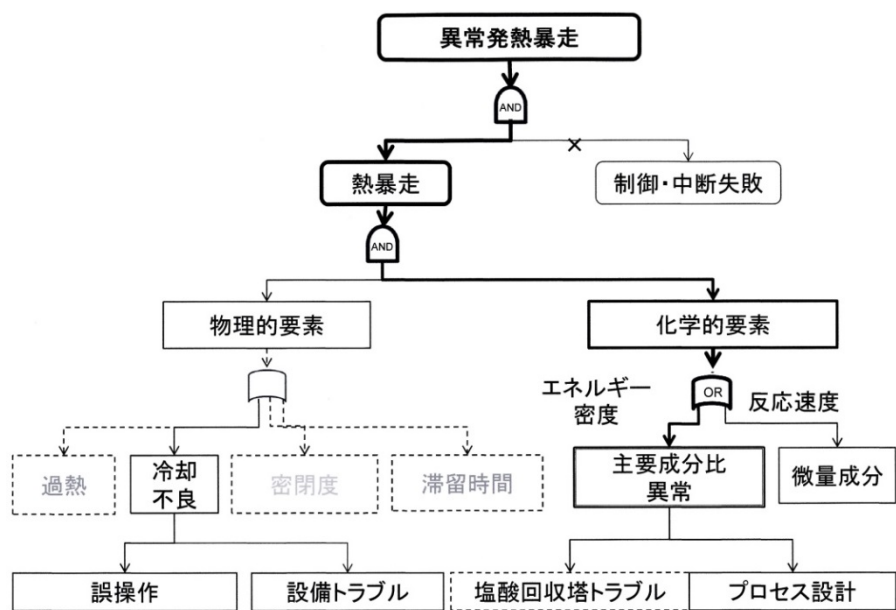 異常発熱暴走
AND
熱暴走
制御・中断失敗
AND
物理的要素
化学的要素
エネルギー
密度
OR
反応速度
過熱
冷却
不良
密閉度
滞留時間
主要成分比
異常
微量成分
誤操作
設備トラブル
塩酸回収塔トラブル
プロセス設計